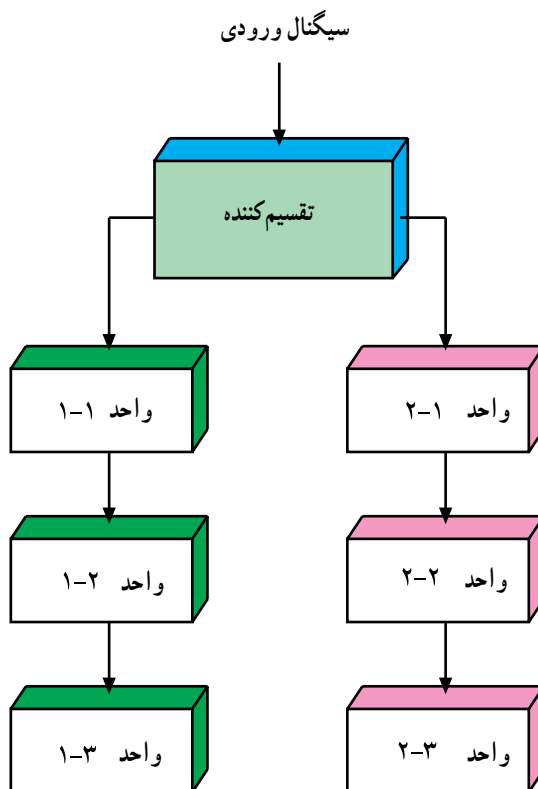 سیگنال ورودی
تقسیم‌کننده
واحد ۱-۱
واحد ۱-۲
واحد ۲-۱
واحد ۲-۲
واحد ۳-۱
واحد ۳-۲